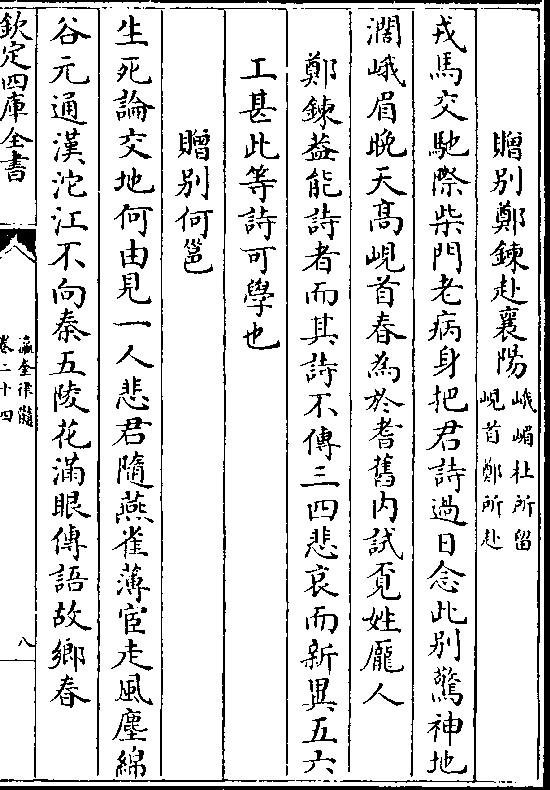 贈别鄭鍊赴襄陽
峨嵋杜所留
峴首鄭所赴
戎馬交馳際柴門老病身把君詩過日念此别驚神地
濶峨眉晚天髙峴首春為於耆舊内試覔姓龎人
鄭鍊葢能詩者而其詩不傳三四悲哀而新異五六
工甚此等詩可學也
贈别何邕
生死論交地何由見一人悲君隨燕雀薄宦走風塵綿
谷元通漢沱江不向秦五陵花滿眼傳語故鄉春
欽定四庫全書
瀛奎律髓
卷二十四
八